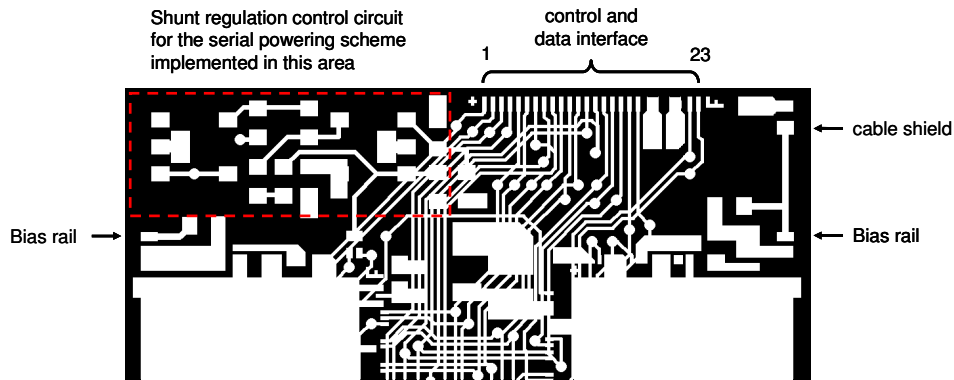 Shunt regulation control circuit
for the serial powering scheme
implemented in this area
control and
data interface
1
23
cable shield
Bias rail
Bias rail